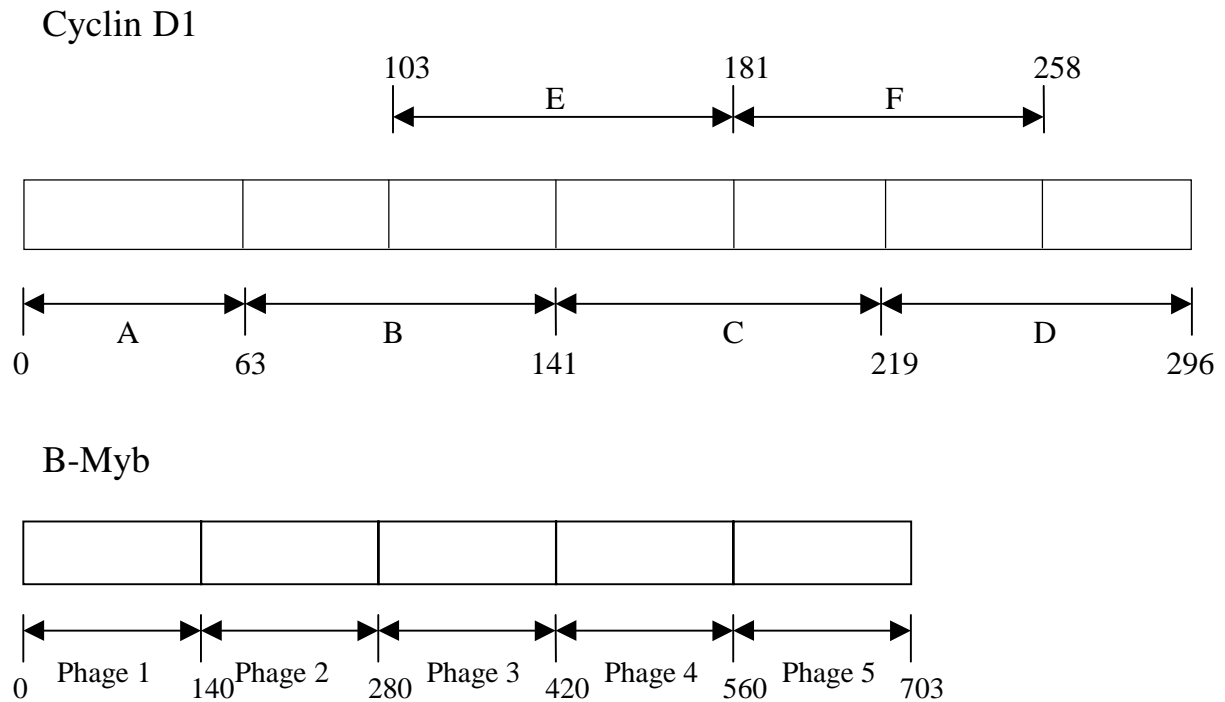 Cyclin D1
103 181 258
E F
A B C D
0 63 141 219 296
B-Myb
Phage 1 Phage 2 Phage 3 Phage 4 Phage 5
0 140 280 420 560 703